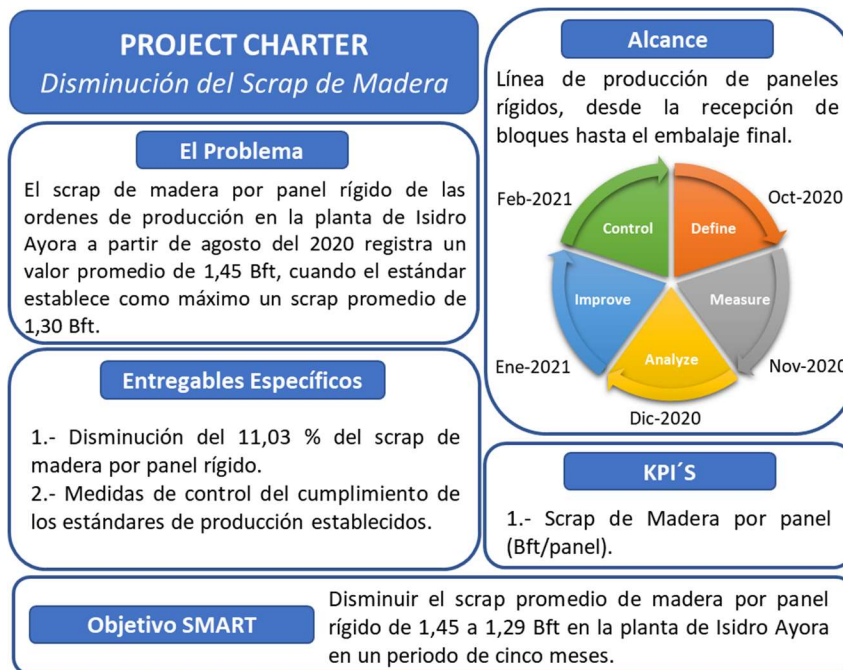 PROJECT CHARTER
Disminución del Scrap de Madera
El Problema
El scrap de madera por panel rígido de las
ordenes de producción en la planta de Isidro
Ayora a partir de agosto del 2020 registra un
valor promedio de 1,45 Bft, cuando el estándar
establece como máximo un scrap promedio de
1,30 Bft.
Entregables Específicos
1.- Disminución del 11,03 % del scrap de
madera por panel rígido.
2.- Medidas de control del cumplimiento de
los estándares de producción establecidos.
Alcance
Línea de producción de paneles
rígidos, desde la recepción de
bloques hasta el embalaje final.
Feb-2021
Oct-2020
Control
Define
Improve
Measure
Analyze
Ene-2021
Nov-2020
Dic-2020
KPI´S
1.- Scrap de Madera por panel
(Bft/panel).
Objetivo SMART
Disminuir el scrap promedio de madera por panel
rígido de 1,45 a 1,29 Bft en la planta de Isidro Ayora
en un periodo de cinco meses.